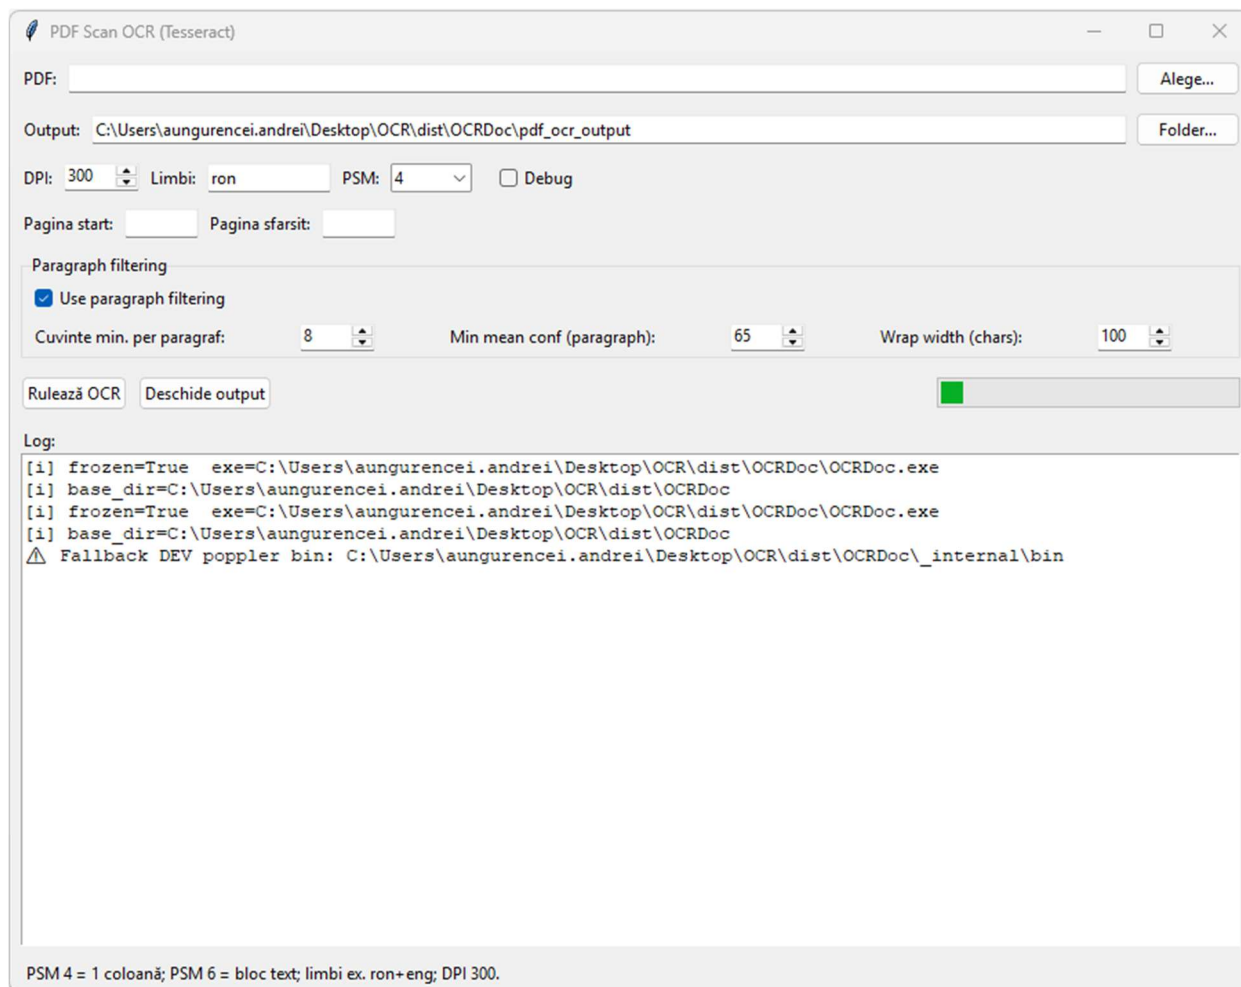 PDF Scan OCR (Tesseract)
PDF: Alege...
Output: C:\Users\aungurencei.andrei\Desktop\OCR\dist\OCRDoc\pdf_ocr_output Folder...
DPI: 300 Limbi: ron PSM: 4 Debug
Pagina start: Pagina sfarsit:
Paragraph filtering
Use paragraph filtering
Cuvinte min. per paragraf: 8 Min mean conf (paragraph): 65 Wrap width (chars): 100
Rulează OCR Deschide output
Log:
[i] frozen=True  exe=C:\Users\aungurencei.andrei\Desktop\OCR\dist\OCRDoc\OCRDoc.exe
[i] base_dir=C:\Users\aungurencei.andrei\Desktop\OCR\dist\OCRDoc
[i] frozen=True  exe=C:\Users\aungurencei.andrei\Desktop\OCR\dist\OCRDoc\OCRDoc.exe
[i] base_dir=C:\Users\aungurencei.andrei\Desktop\OCR\dist\OCRDoc
⚠ Fallback DEV poppler bin: C:\Users\aungurencei.andrei\Desktop\OCR\dist\OCRDoc\_internal\bin
PSM 4 = 1 coloană; PSM 6 = bloc text; limbi ex. ron+eng; DPI 300.